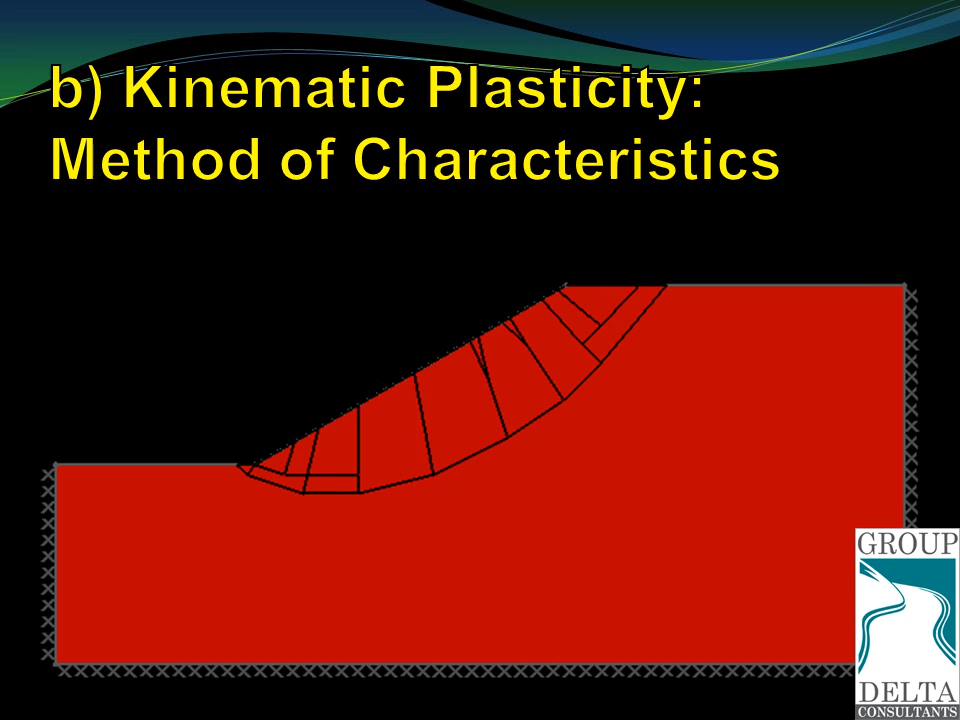 b) Kinematic Plasticity:
Method of Characteristics
GROUP
DELTA
CONSULTANTS